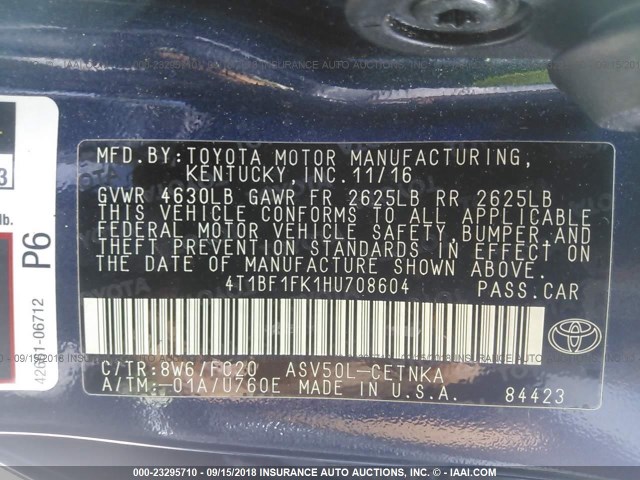 MFD.BY:TOYOTA MOTOR MANUFACTURING,
KENTUCKY,INC.11/16
GVWR 4630LB GAWR FR 2625LB RR 2625LB
THIS VEHICLE CONFORMS TO ALL APPLICABLE
FEDERAL MOTOR VEHICLE SAFETY,BUMPER,AND
THEFT PREVENTION STANDARDS IN EFFECT ON
THE DATE OF MANUFACTURE SHOWN ABOVE.
4T1BF1FK1HU708604 PASS.CAR
C/TR:8W6/FC20 ASV50L-CETNKA
A/TM:-01A/U760E MADE IN U.S.A. 84423
3
lb.
P6
06712
000-23295710 - 09/15/2018 INSURANCE AUTO AUCTIONS, INC. © - IAAI.COM